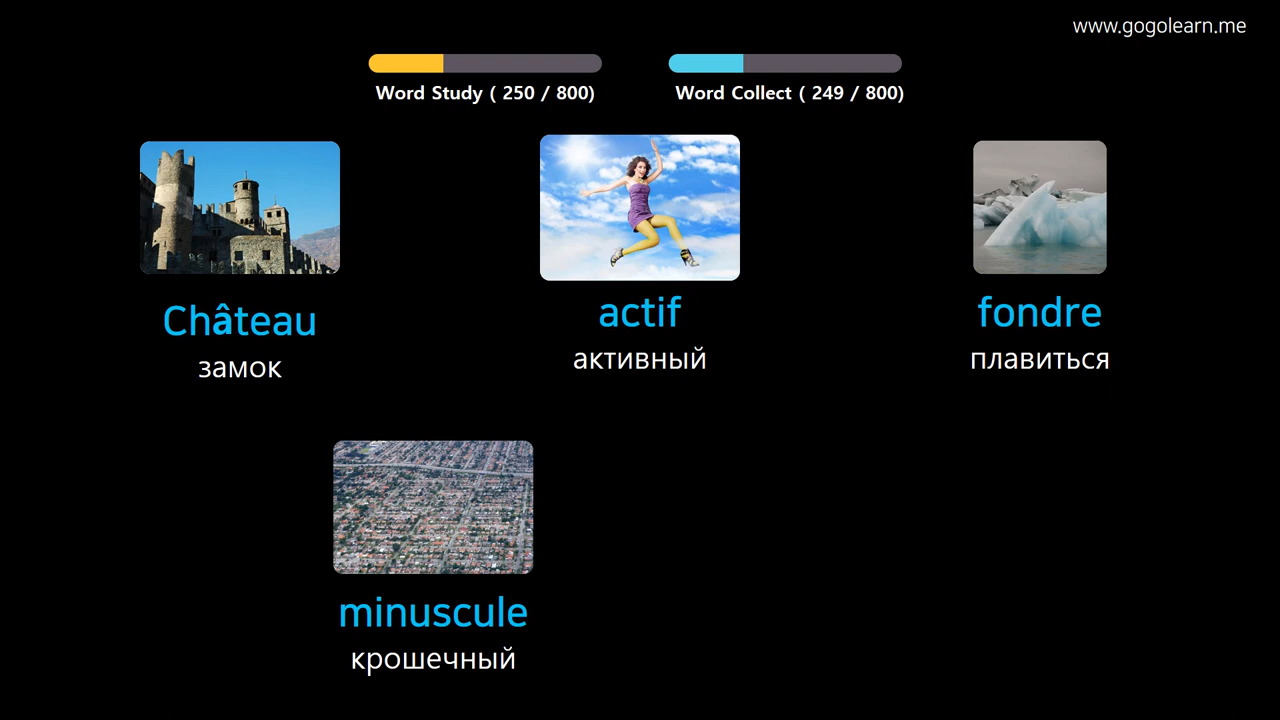 www.gogolearn.me
Word Study ( 250 / 800)
Word Collect ( 249 / 800)
Château
замок
actif
активный
fondre
плавиться
minuscule
крошечный